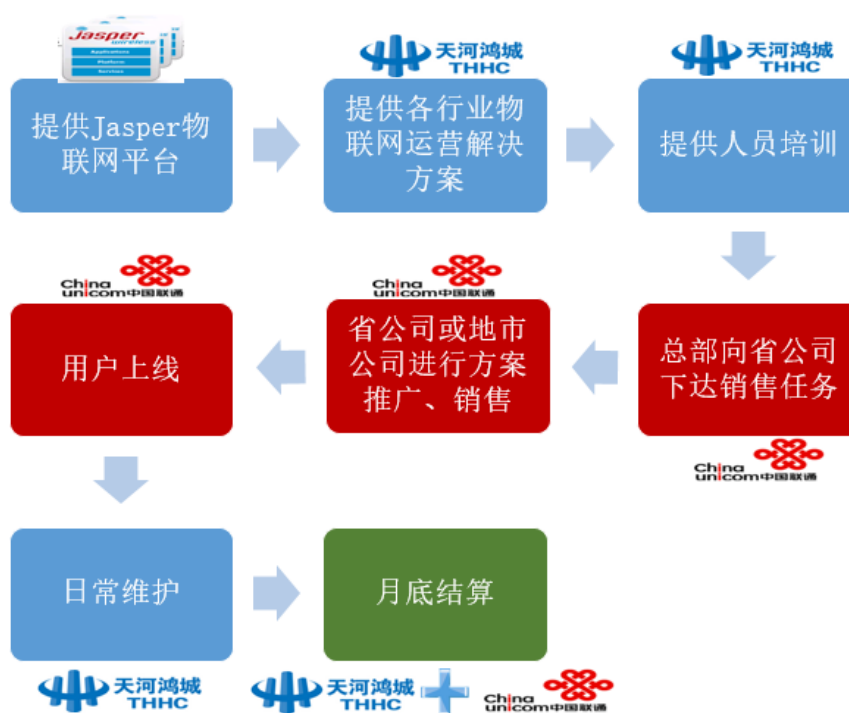 Jasper
wireless
Applications
Platform
Services
天河鸿城
THHC
天河鸿城
THHC
提供Jasper物
联网平台
提供各行业物
联网运营解决
方案
提供人员培训
China
unicom中国联通
China
unicom中国联通
用户上线
省公司或地市
公司进行方案
推广、销售
总部向省公司
下达销售任务
China
unicom中国联通
日常维护
月底结算
天河鸿城
THHC
天河鸿城
THHC
China
unicom中国联通